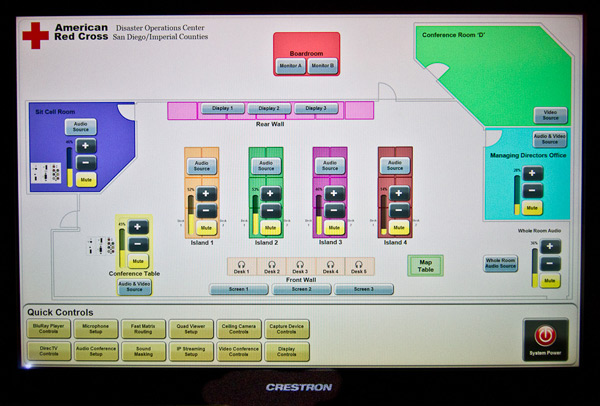 American
Red Cross
Disaster Operations Center
San Diego/Imperial Counties
Boardroom
Monitor A
Monitor B
Conference Room 'D'
Video
Source
Sit Cell Room
Audio
Source
Mute
Display 1
Display 2
Display 3
Rear Wall
Audio & Video
Source
Managing Directors Office
Mute
Audio
Source
52%
Mute
Island 1
Audio
Source
53%
Mute
Island 2
Audio
Source
Mute
Island 3
Audio
Source
Mute
Island 4
Mute
Conference Table
Audio & Video
Source
Desk 1
Desk 2
Desk 3
Desk 4
Desk 5
Front Wall
Screen 1
Screen 2
Screen 3
Map
Table
Whole Room Audio
Whole Room
Audio Source
Mute
Quick Controls
BluRay Player
Controls
Microphone
Setup
Fast Matrix
Routing
Quad Viewer
Setup
Ceiling Camera
Controls
Capture Device
Controls
DirecTV
Controls
Audio Conference
Setup
Sound
Masking
IP Streaming
Setup
Video Conference
Controls
Display
Controls
System Power
CRESTRON